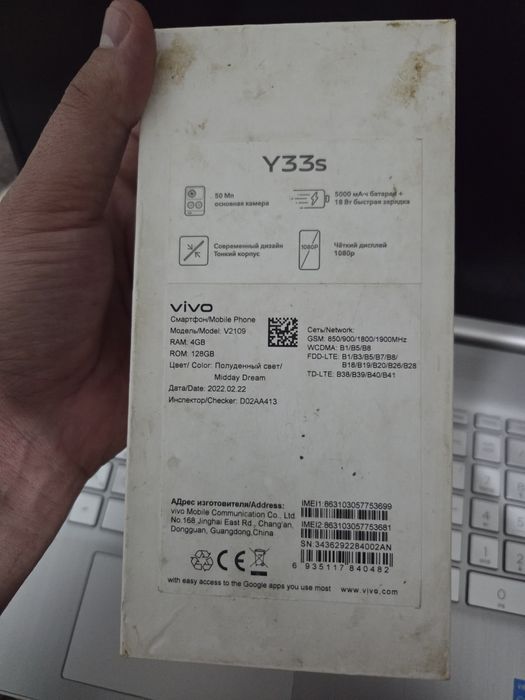 Y33s
50 Мп
основная камера
5000 мА·ч батарея +
18 Вт быстрая зарядка
Современный дизайн
Тонкий корпус
1080P
Чёткий дисплей
1080p
vivo
Смартфон/Mobile Phone
Модель/Model: V2109
RAM: 4GB
ROM: 128GB
Цвет/ Color: Полуденный свет/
Midday Dream
Дата/Date: 2022.02.22
Инспектор/Checker: D02AA413
Сеть/Network:
GSM: 850/900/1800/1900MHz
WCDMA: B1/B5/B8
FDD-LTE: B1/B3/B5/B7/B8/
B18/B19/B20/B26/B28
TD-LTE: B38/B39/B40/B41
АДрес изготовителя/Address:
vivo Mobile Communication Co., Ltd.
No.168 Jinghai East Rd., Chang'an,
Dongguan, Guangdong,China
IMEI1:863103057753699
IMEI2:863103057753681
SN:3436292284002AN
6 935117 840482
CE
with easy access to the Google apps you use most
www.vivo.com